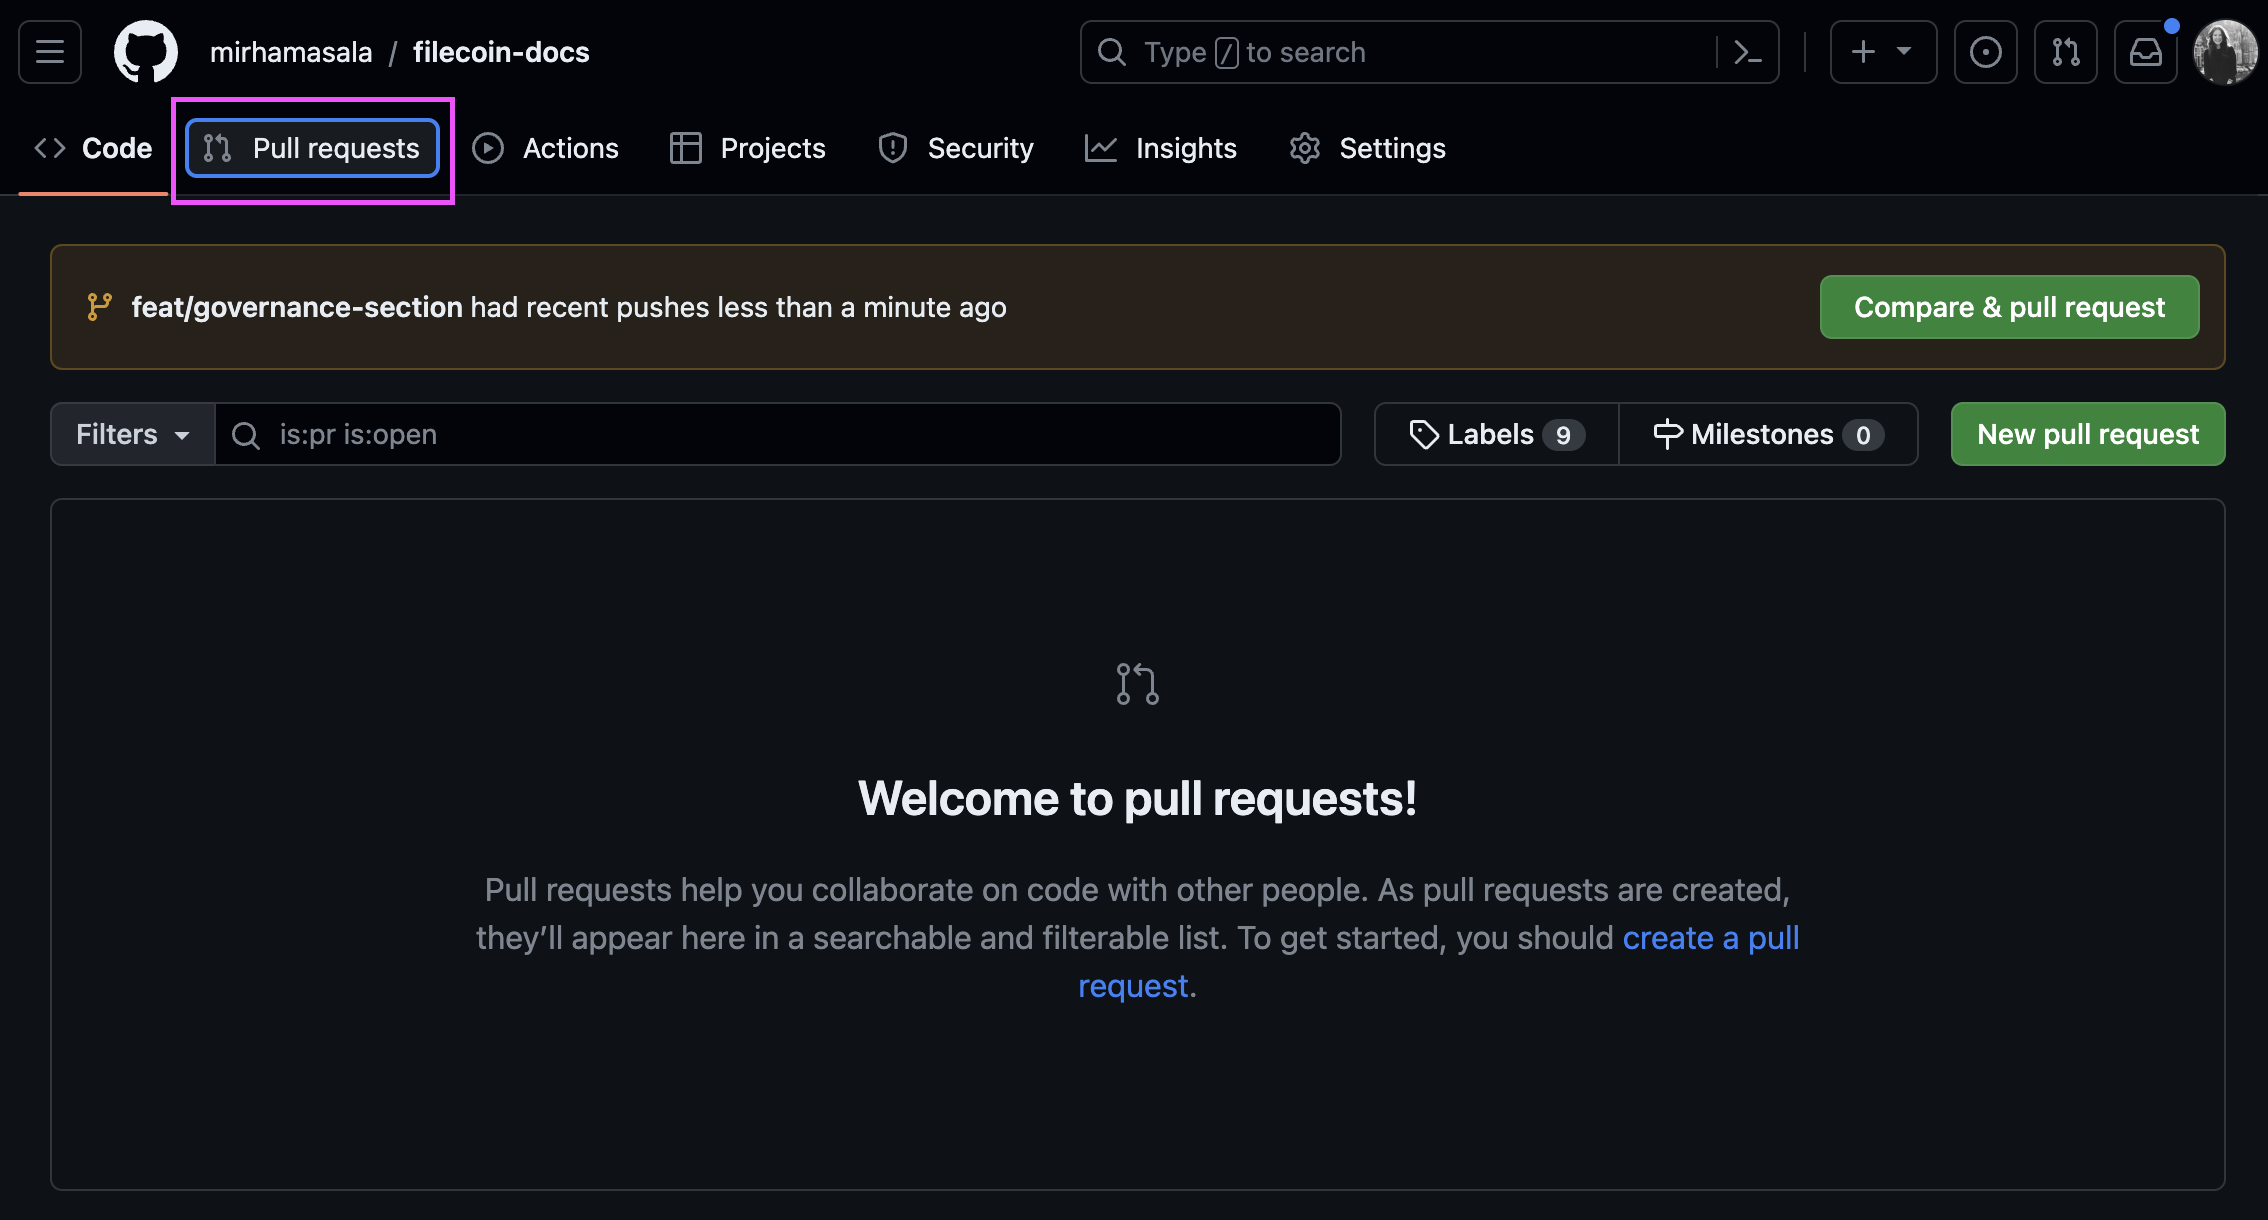 mirhamasala / filecoin-docs
Type / to search
Code
Pull requests
Actions
Projects
Security
Insights
Settings
feat/governance-section had recent pushes less than a minute ago
Compare & pull request
Filters
is:pr is:open
Labels 9
Milestones 0
New pull request
Welcome to pull requests!
Pull requests help you collaborate on code with other people. As pull requests are created,
they’ll appear here in a searchable and filterable list. To get started, you should create a pull
request.